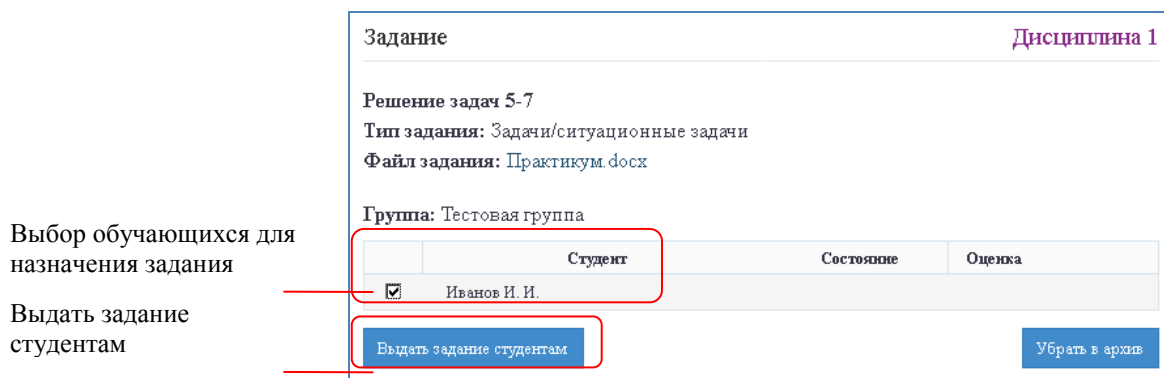 Задание Дисциплина 1
Решение задач 5-7
Тип задания: Задачи/ситуационные задачи
Файл задания: Практикум.docx
Группа: Тестовая группа
Выбор обучающихся для
назначения задания
Студент Состояние Оценка
Иванов И. И.
Выдать задание
студентам
Выдать задание студентам Убрать в архив